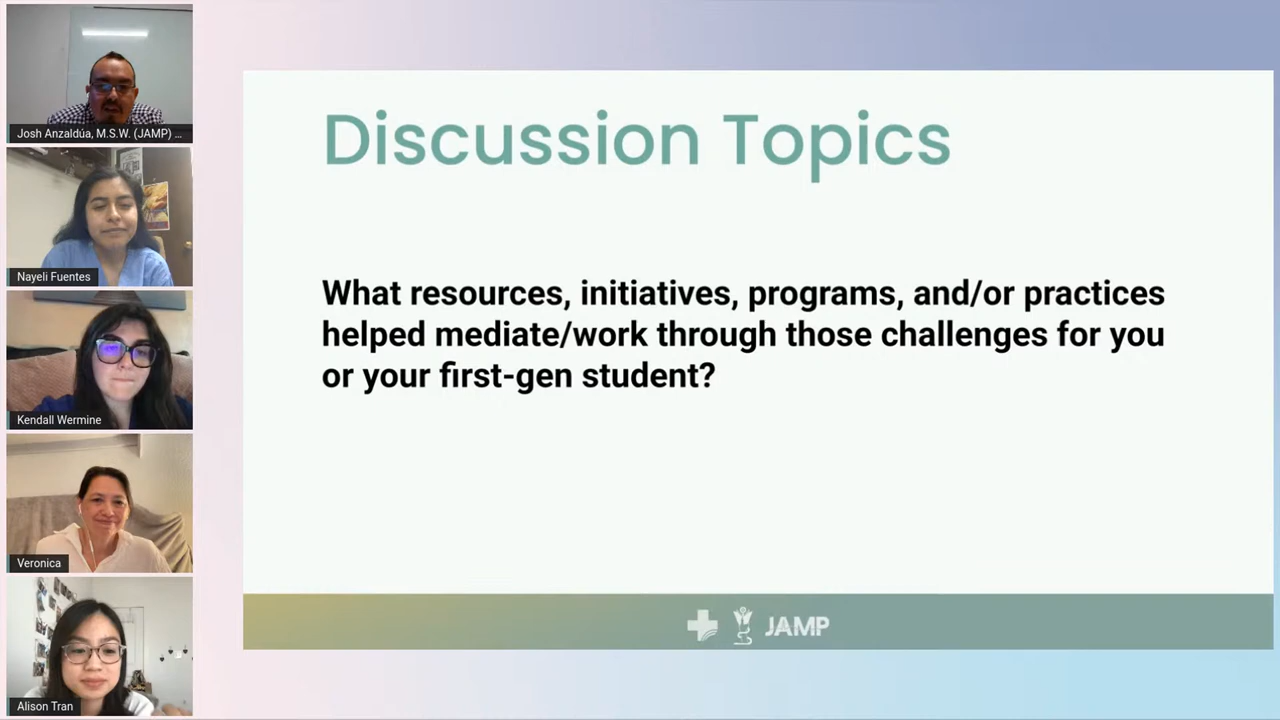 Josh Anzaldúa, M.S.W. (JAMP) ...
Nayeli Fuentes
Kendall Wermine
Veronica
Alison Tran
Discussion Topics
What resources, initiatives, programs, and/or practices
helped mediate/work through those challenges for you
or your first-gen student?
JAMP